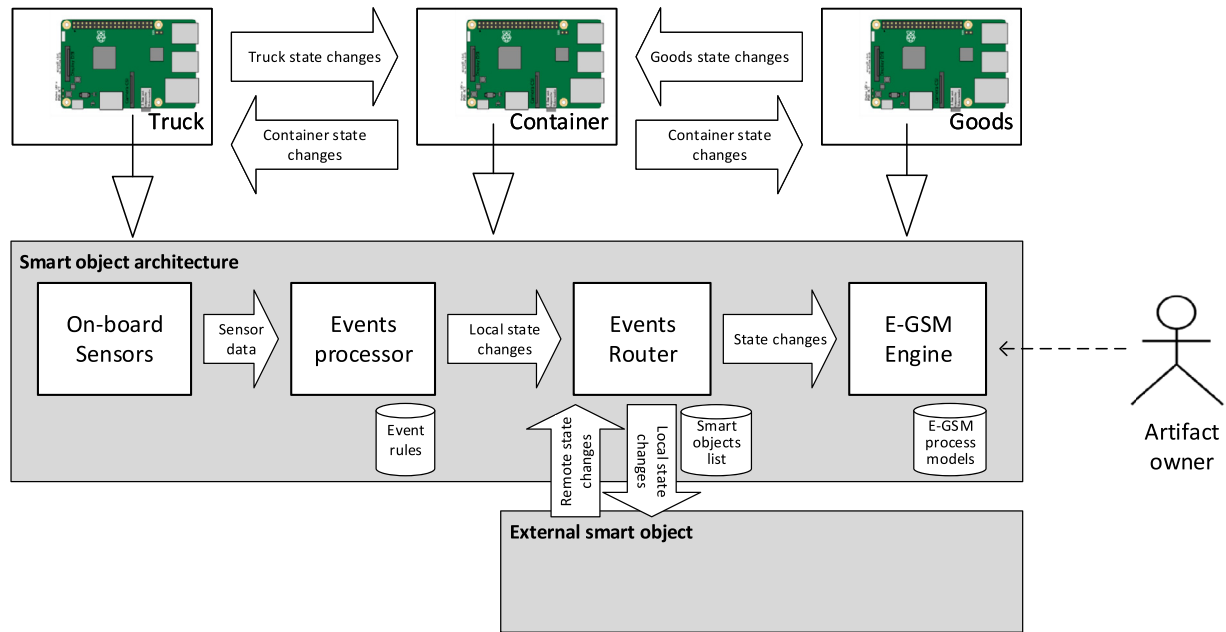 Truck state changes
Goods state changes
Truck
Container
Goods
Container state
changes
Container state
changes
Smart object architecture
On-board
Sensors
Sensor
data
Events
processor
Local state
changes
Events
Router
State changes
E-GSM
Engine
Event
rules
Remote state
changes
Local state
changes
Smart
objects
list
E-GSM
process
models
Artifact
owner
External smart object